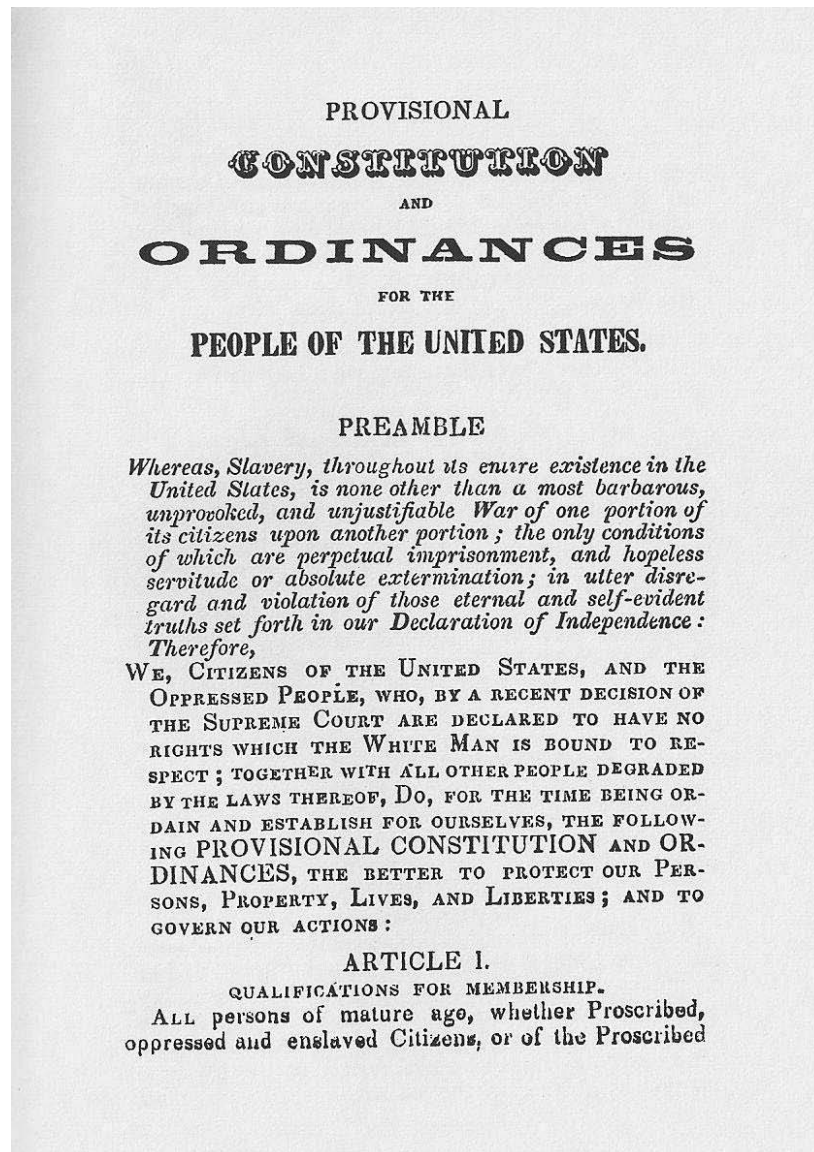 PROVISIONAL
CONSTITUTION
AND
ORDINANCES
FOR THE
PEOPLE OF THE UNITED STATES.
PREAMBLE
Whereas, Slavery, throughout its entire existence in the
United States, is none other than a most barbarous,
unprovoked, and unjustifiable War of one portion of
its citizens upon another portion; the only conditions
of which are perpetual imprisonment, and hopeless
servitude or absolute extermination; in utter disre-
gard and violation of those eternal and self-evident
truths set forth in our Declaration of Independence:
Therefore,
WE, CITIZENS OF THE UNITED STATES, AND THE
OPPRESSED PEOPLE, WHO, BY A RECENT DECISION OF
THE SUPREME COURT ARE DECLARED TO HAVE NO
RIGHTS WHICH THE WHITE MAN IS BOUND TO RE-
SPECT; TOGETHER WITH ALL OTHER PEOPLE DEGRADED
BY THE LAWS THEREOF, DO, FOR THE TIME BEING OR-
DAIN AND ESTABLISH FOR OURSELVES, THE FOLLOW-
ING PROVISIONAL CONSTITUTION AND OR-
DINANCES, THE BETTER TO PROTECT OUR PER-
SONS, PROPERTY, LIVES, AND LIBERTIES; AND TO
GOVERN OUR ACTIONS:
ARTICLE I.
QUALIFICATIONS FOR MEMBERSHIP.
ALL persons of mature age, whether Proscribed,
oppressed and enslaved Citizens, or of the Proscribed